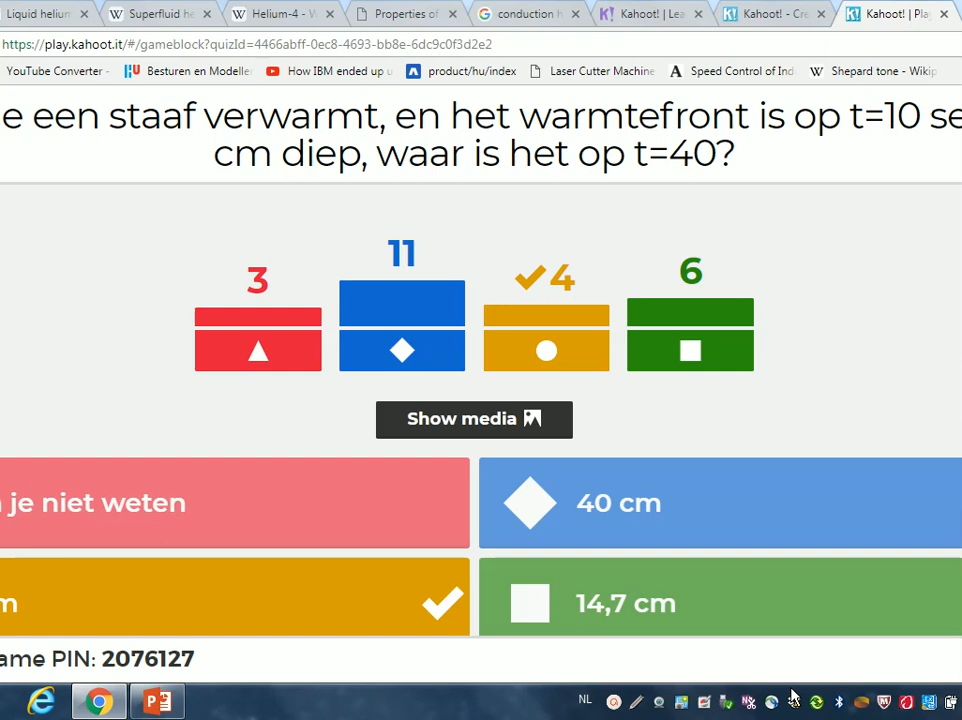 Liquid helium
Superfluid he
Helium-4 - W
Properties of
conduction h
Kahoot! | Lea
Kahoot! - Cre
Kahoot! | Pla
https://play.kahoot.it/#/gameblock?quizId=4466abff-0ec8-4693-bb8e-6dc9c0f3d2e2
YouTube Converter -
Besturen en Modelle
How IBM ended up u
product/hu/index
Laser Cutter Machine
Speed Control of Ind
Shepard tone - Wikip
e een staaf verwarmt, en het warmtefront is op t=10 se
cm diep, waar is het op t=40?
3
11
4
6
Show media
je niet weten
40 cm
m
14,7 cm
ame PIN: 2076127
NL